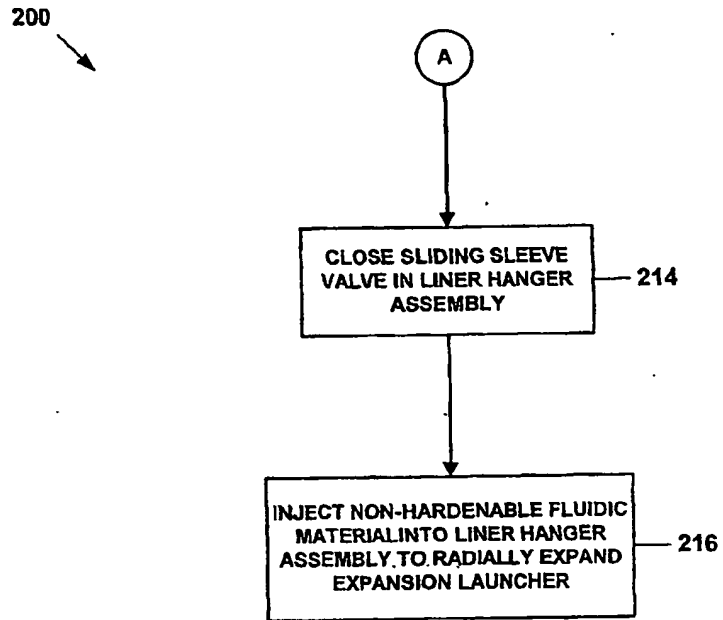 200
A
CLOSE SLIDING SLEEVE
VALVE IN LINER HANGER
ASSEMBLY
214
INJECT NON-HARDENABLE FLUIDIC
MATERIALINTO LINER HANGER
ASSEMBLY TO RADIALLY EXPAND
EXPANSION LAUNCHER
216